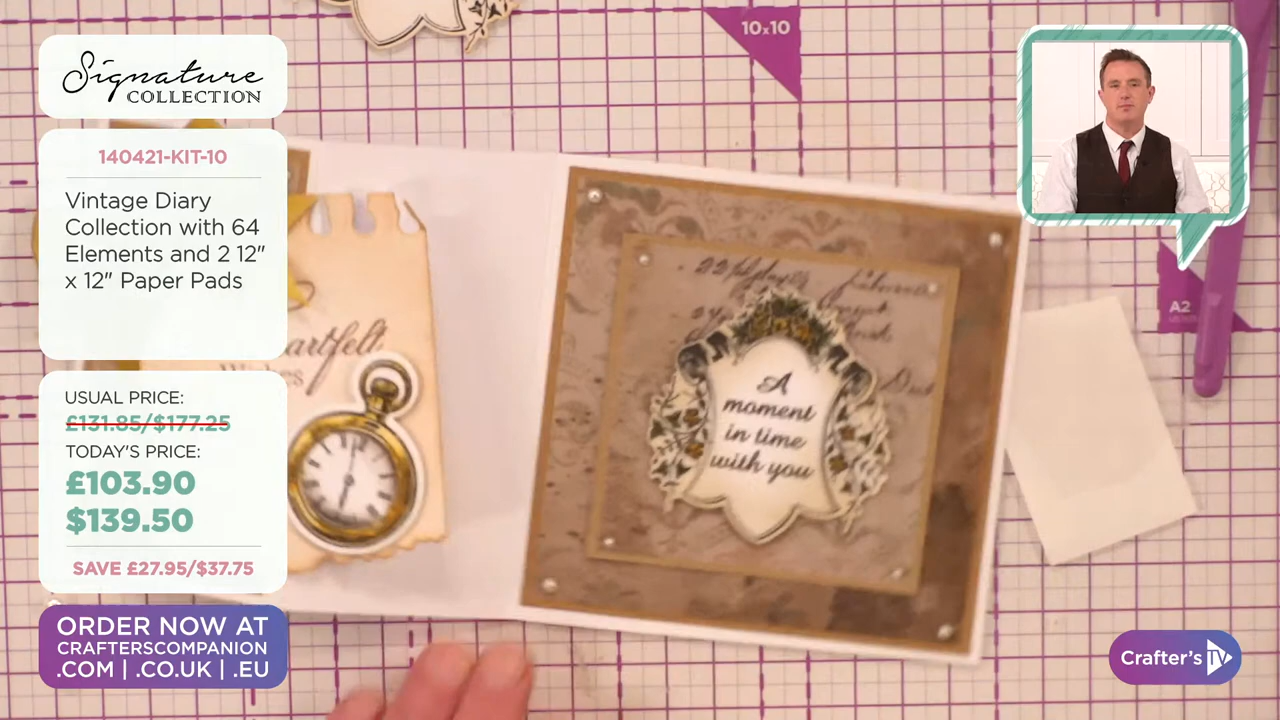 Signature
COLLECTION
140421-KIT-10
Vintage Diary
Collection with 64
Elements and 2 12"
x 12" Paper Pads
USUAL PRICE:
£131.85/$177.25
TODAY'S PRICE:
£103.90
$139.50
SAVE £27.95/$37.75
ORDER NOW AT
CRAFTERSCOMPANION
.COM | .CO.UK | .EU
10x10
A2
Wishes
A
moment
in time
with you
Crafter's TV